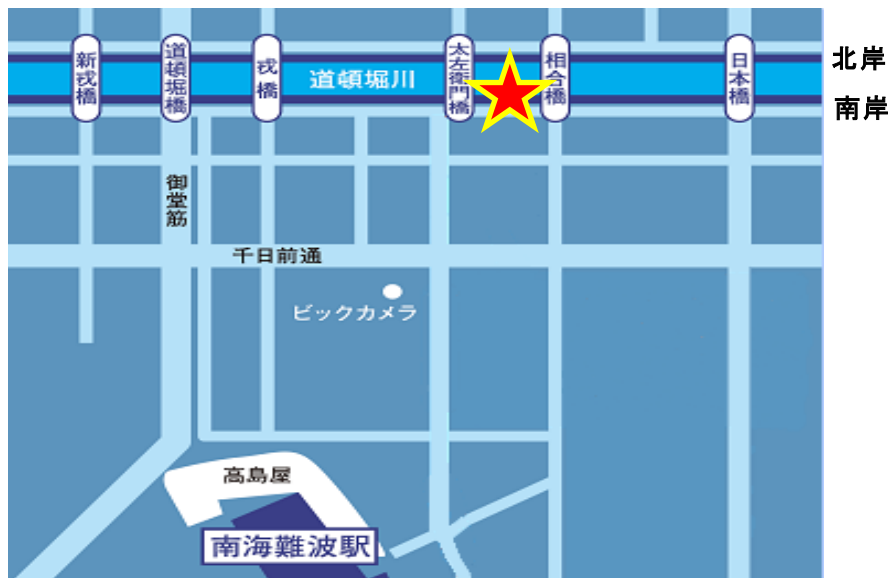 新戎橋
道頓堀橋
戎橋
道頓堀川
太左衛門橋
相合橋
日本橋
北岸
南岸
御堂筋
千日前通
ビックカメラ
高島屋
南海難波駅